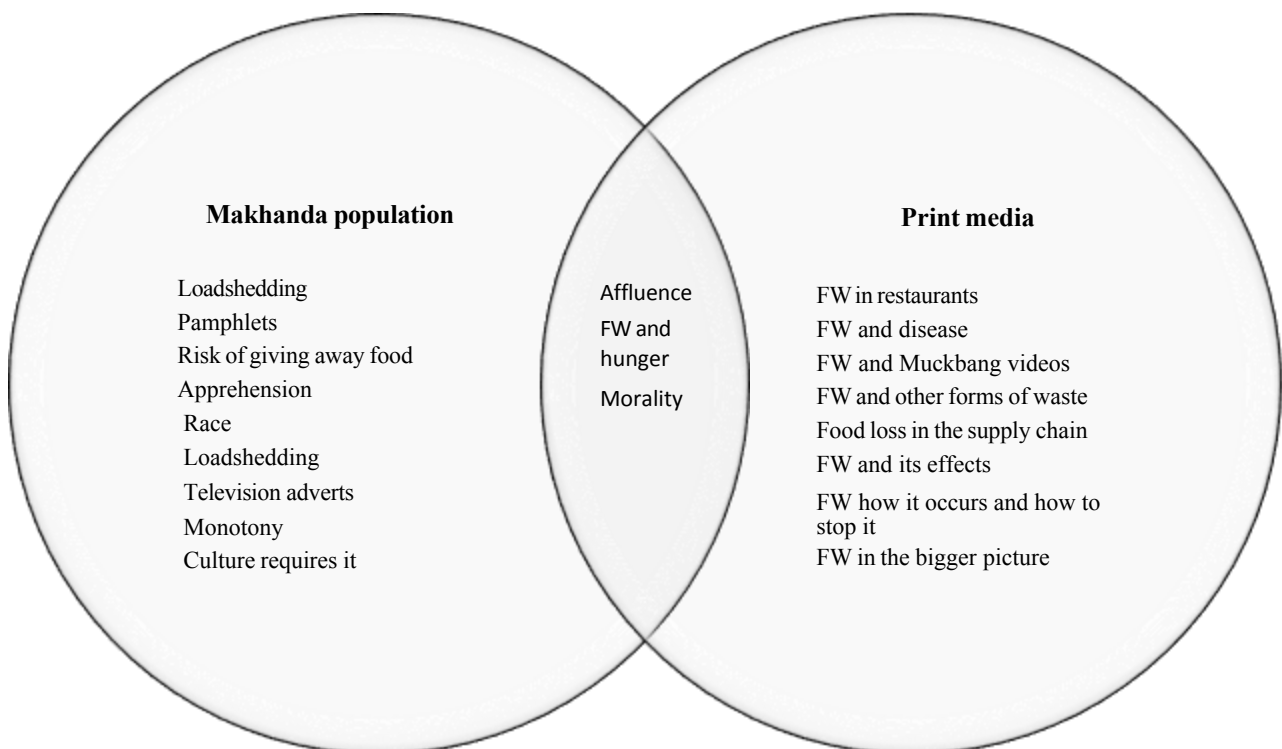 Makhanda population
Loadshedding
Pamphlets
Risk of giving away food
Apprehension
Race
Loadshedding
Television adverts
Monotony
Culture requires it
Affluence
FW and
hunger
Morality
Print media
FW in restaurants
FW and disease
FW and Muckbang videos
FW and other forms of waste
Food loss in the supply chain
FW and its effects
FW how it occurs and how to
stop it
FW in the bigger picture